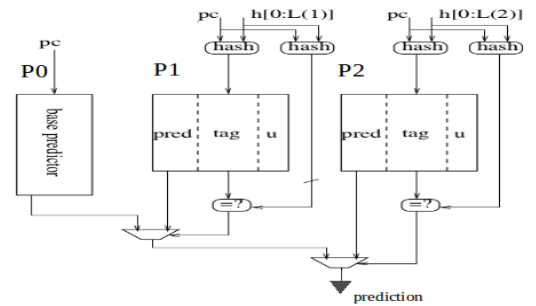 pc h[0:L(1)] pc h[0:L(2)]
pc hash hash hash hash
P0 P1 P2
base predictor
pred tag u pred tag u
=? =?
prediction